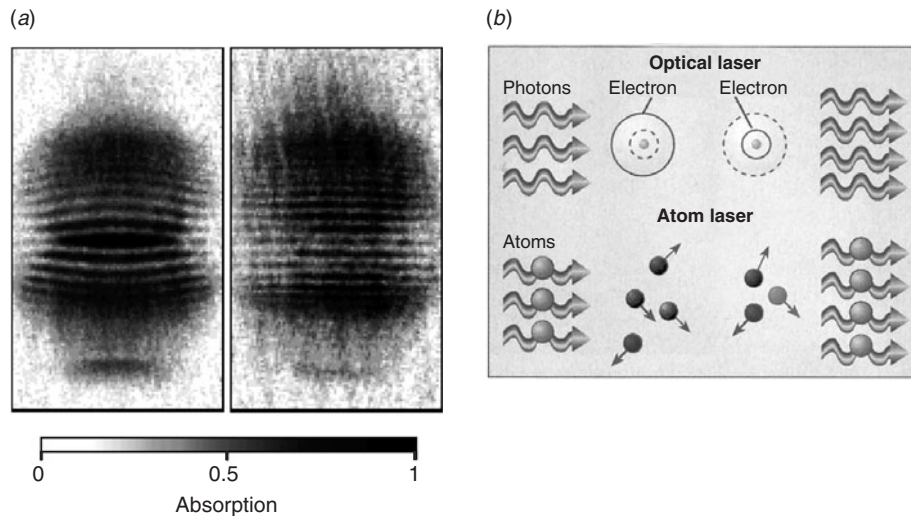 (a)
(b)
Optical laser
Photons Electron Electron
Atom laser
Atoms
0 0.5 1
Absorption